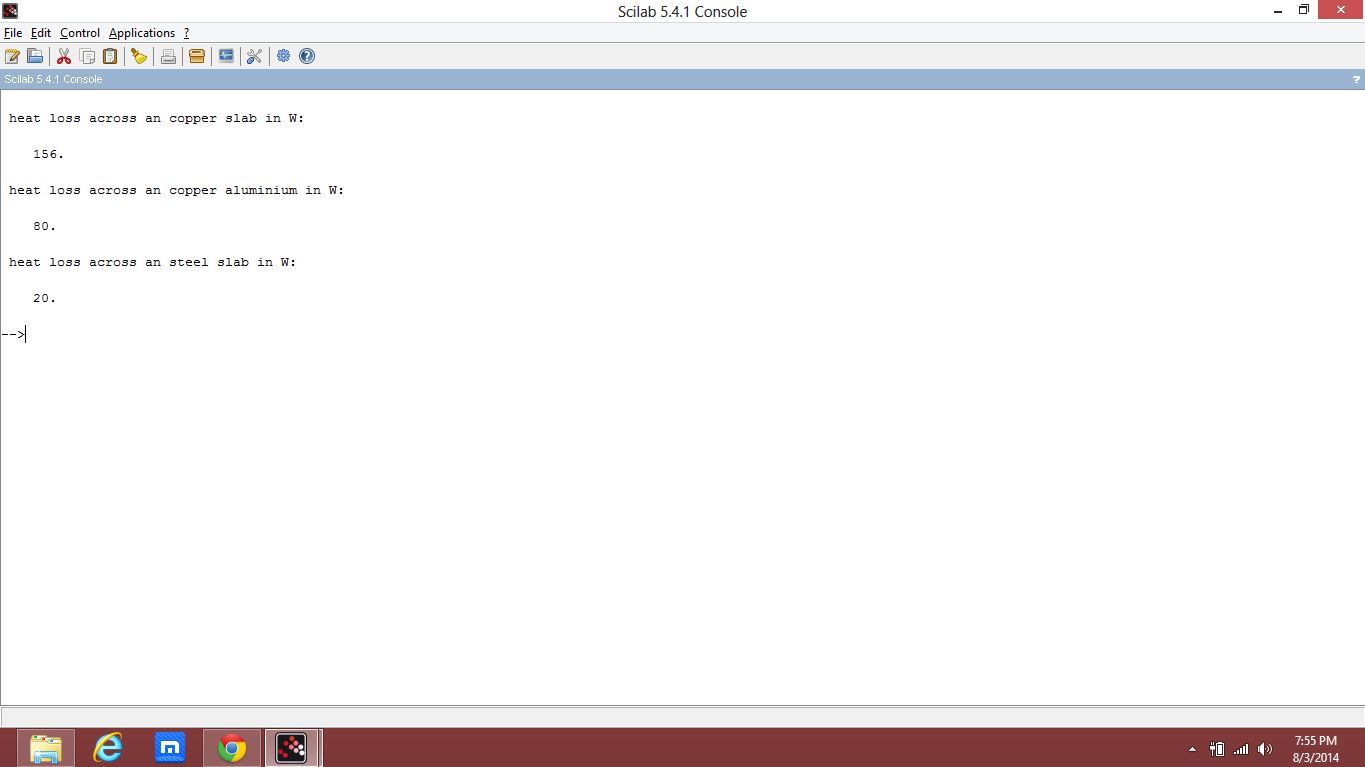 Scilab 5.4.1 Console
File Edit Control Applications ?
Scilab 5.4.1 Console ?
heat loss across an copper slab in W:
156.
heat loss across an copper aluminium in W:
80.
heat loss across an steel slab in W:
20.
-->
7:55 PM
8/3/2014